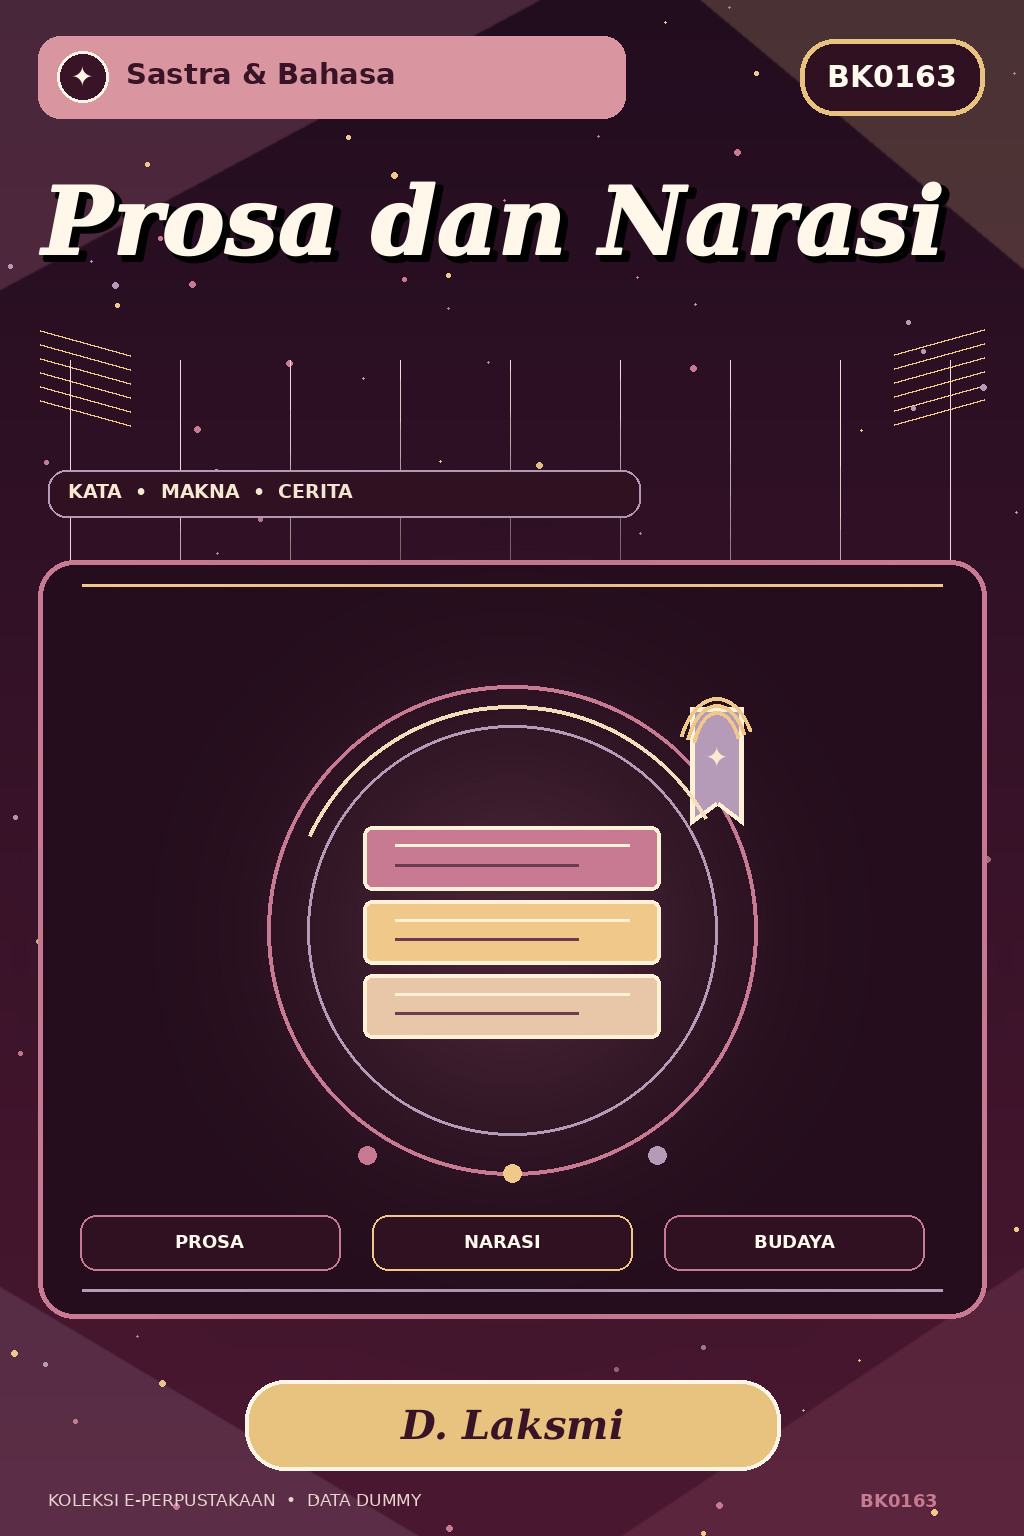 Sastra & Bahasa
BK0163
Prosa dan Narasi
KATA • MAKNA • CERITA
PROSA
NARASI
BUDAYA
D. Laksmi
KOLEKSI E-PERPUSTAKAAN • DATA DUMMY
BK0163